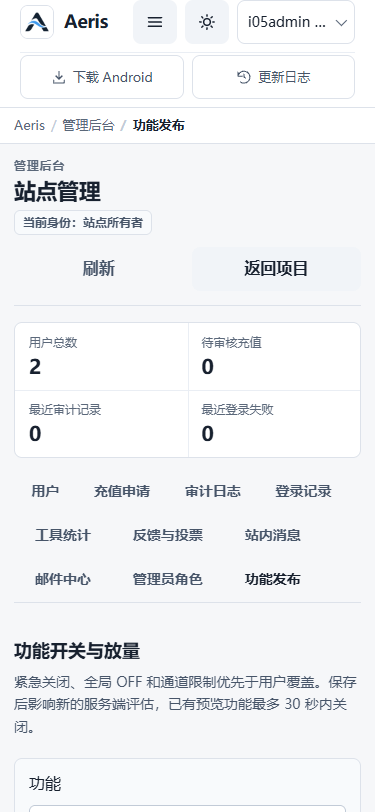 Aeris
i05admin ...
下载 Android
更新日志
Aeris / 管理后台 / 功能发布
管理后台
站点管理
当前身份：站点所有者
刷新
返回项目
用户总数
2
待审核充值
0
最近审计记录
0
最近登录失败
0
用户 充值申请 审计日志 登录记录
工具统计 反馈与投票 站内消息
邮件中心 管理员角色 功能发布
功能开关与放量
紧急关闭、全局 OFF 和通道限制优先于用户覆盖。保存
后影响新的服务端评估，已有预览功能最多 30 秒内关
闭。
功能